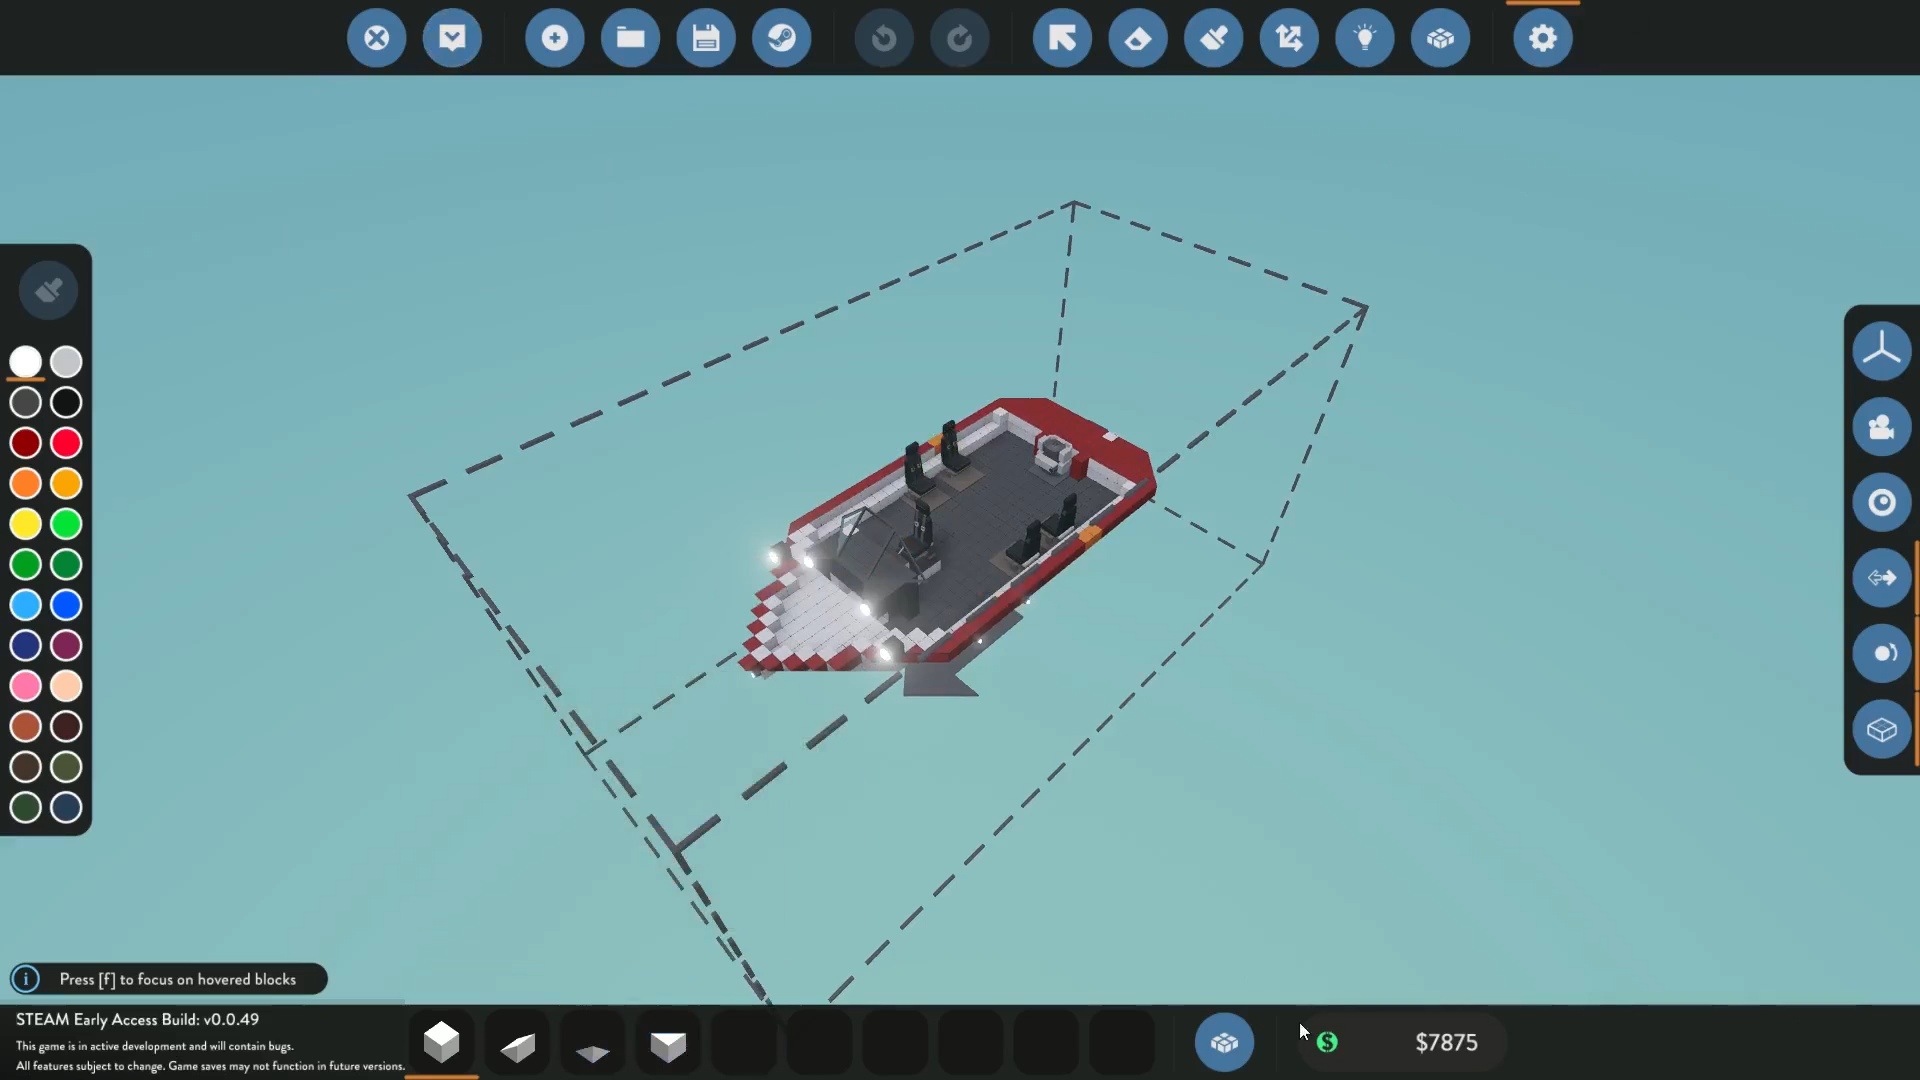 Press [f] to focus on hovered blocks
STEAM Early Access Build: v0.0.49
This game is in active development and will contain bugs.
All features subject to change. Game saves may not function in future versions.
$
$7875